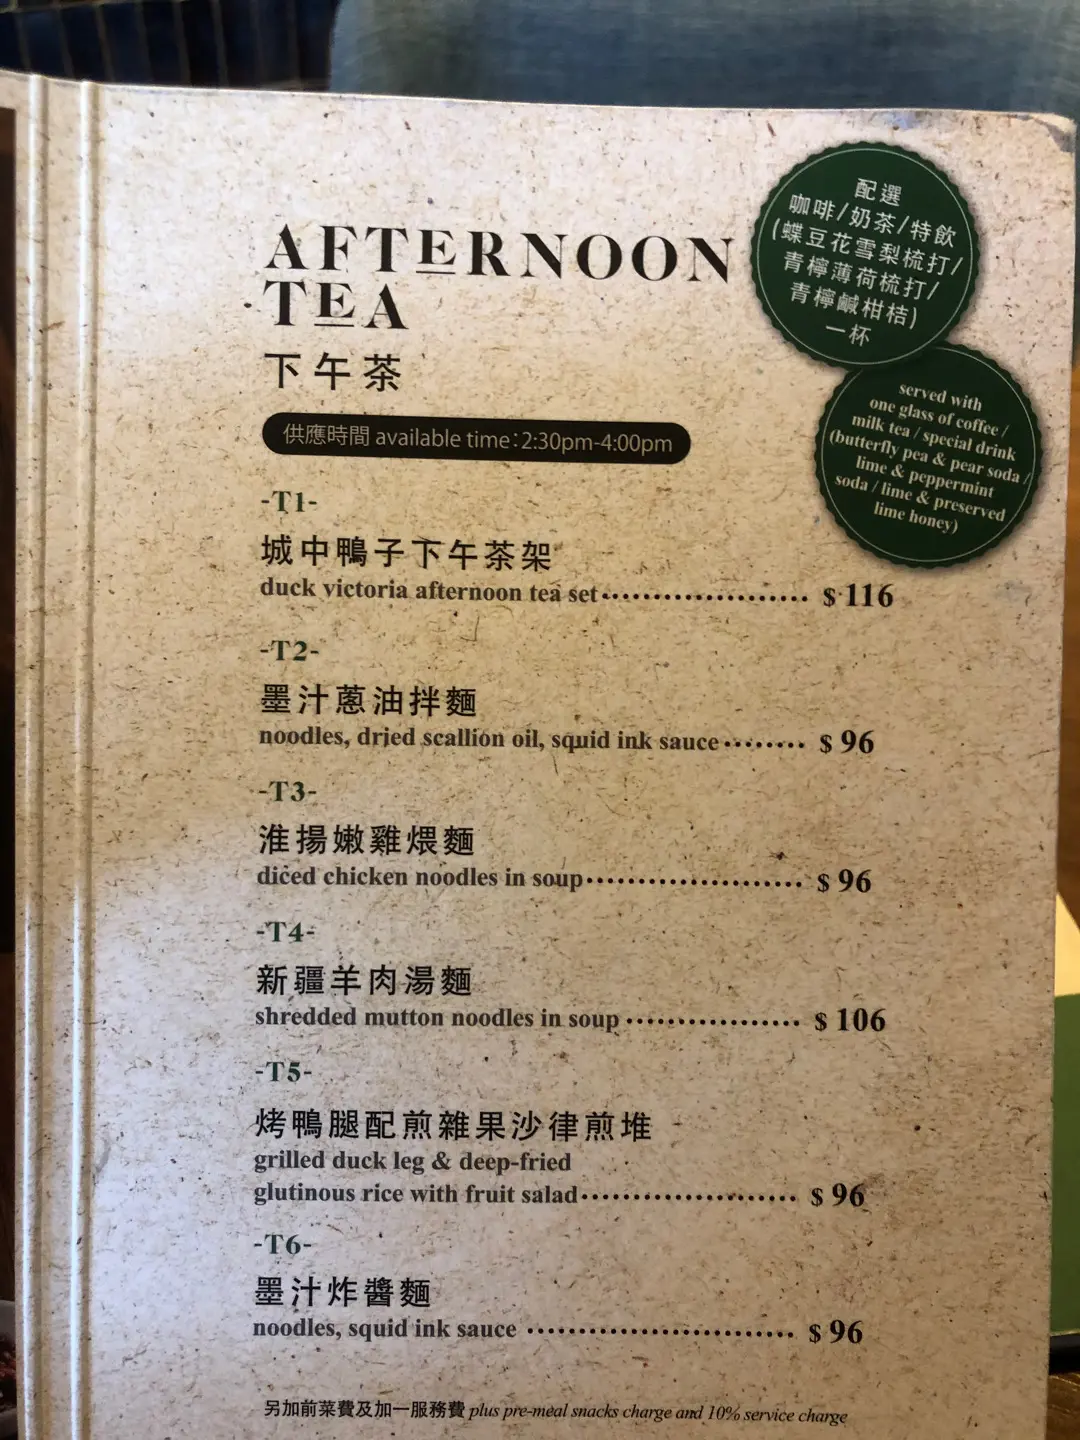 AFTERNOON
TEA
下午茶
配選
咖啡/奶茶/特飲
(蝶豆花雪梨梳打/
青檸薄荷梳打/
青檸鹹柑桔)
一杯
served with
one glass of coffee /
milk tea / special drink
(butterfly pea & pear soda /
lime & peppermint
soda / lime & preserved
lime honey)
供應時間 available time:2:30pm-4:00pm
-T1-
城中鴨子下午茶架
duck victoria afternoon tea set..................... $ 116
-T2-
墨汁蔥油拌麵
noodles, dried scallion oil, squid ink sauce........ $ 96
-T3-
淮揚嫩雞煨麵
diced chicken noodles in soup...................... $ 96
-T4-
新疆羊肉湯麵
shredded mutton noodles in soup................. $ 106
-T5-
烤鴨腿配煎雜果沙律煎堆
grilled duck leg & deep-fried
glutinous rice with fruit salad...................... $ 96
-T6-
墨汁炸醬麵
noodles, squid ink sauce ........................... $ 96
另加前菜費及加一服務費 plus pre-meal snacks charge and 10% service charge